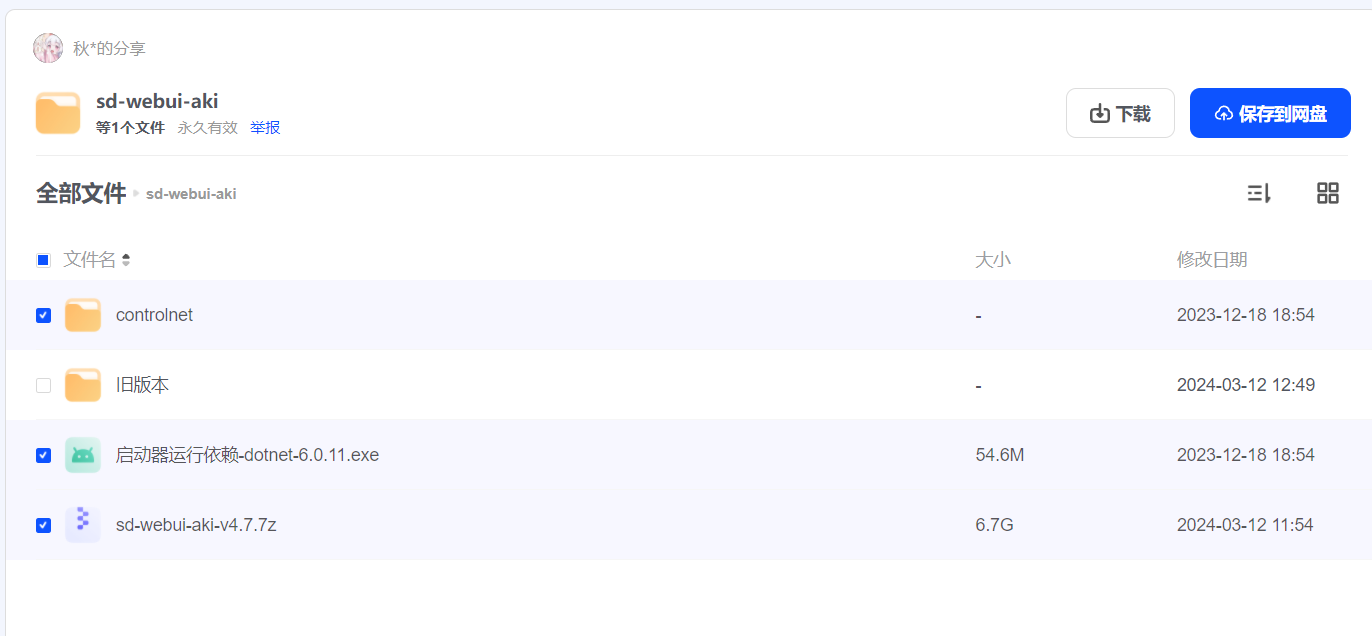 秋*的分享
sd-webui-aki
等1个文件 永久有效 举报
下载
保存到网盘
全部文件 sd-webui-aki
文件名 大小 修改日期
controlnet - 2023-12-18 18:54
旧版本 - 2024-03-12 12:49
启动器运行依赖-dotnet-6.0.11.exe 54.6M 2023-12-18 18:54
sd-webui-aki-v4.7.7z 6.7G 2024-03-12 11:54